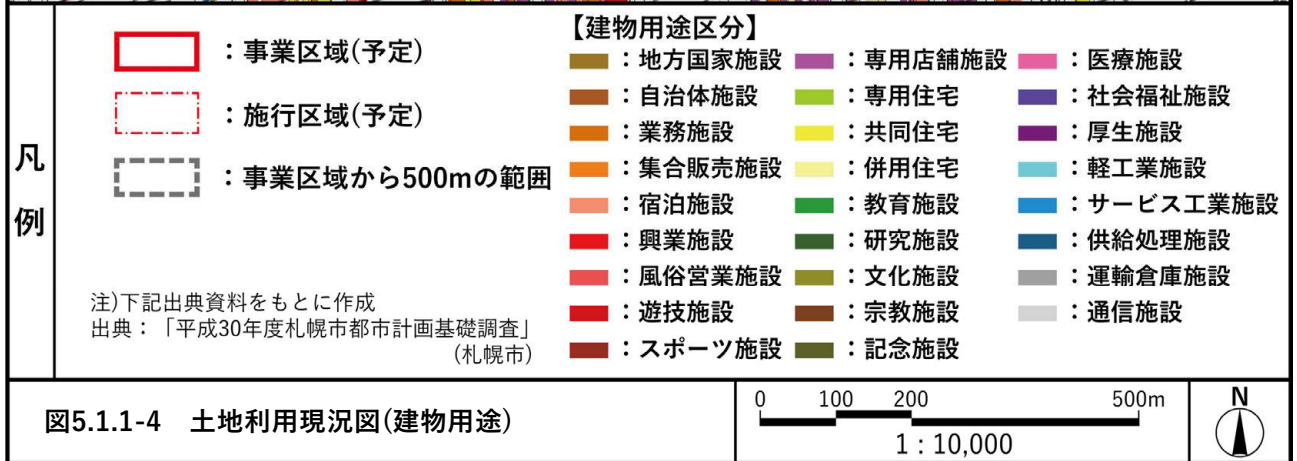 凡例
：事業区域(予定)
：施行区域(予定)
：事業区域から500mの範囲
注)下記出典資料をもとに作成
出典：「平成30年度札幌市都市計画基礎調査」
(札幌市)
【建物用途区分】
：地方国家施設
：自治体施設
：業務施設
：集合販売施設
：宿泊施設
：興業施設
：風俗営業施設
：遊技施設
：スポーツ施設
：専用店舗施設
：専用住宅
：共同住宅
：併用住宅
：教育施設
：研究施設
：文化施設
：宗教施設
：記念施設
：医療施設
：社会福祉施設
：厚生施設
：軽工業施設
：サービス工業施設
：供給処理施設
：運輸倉庫施設
：通信施設
図5.1.1-4　土地利用現況図(建物用途)
0 100 200 500m
1：10,000
N